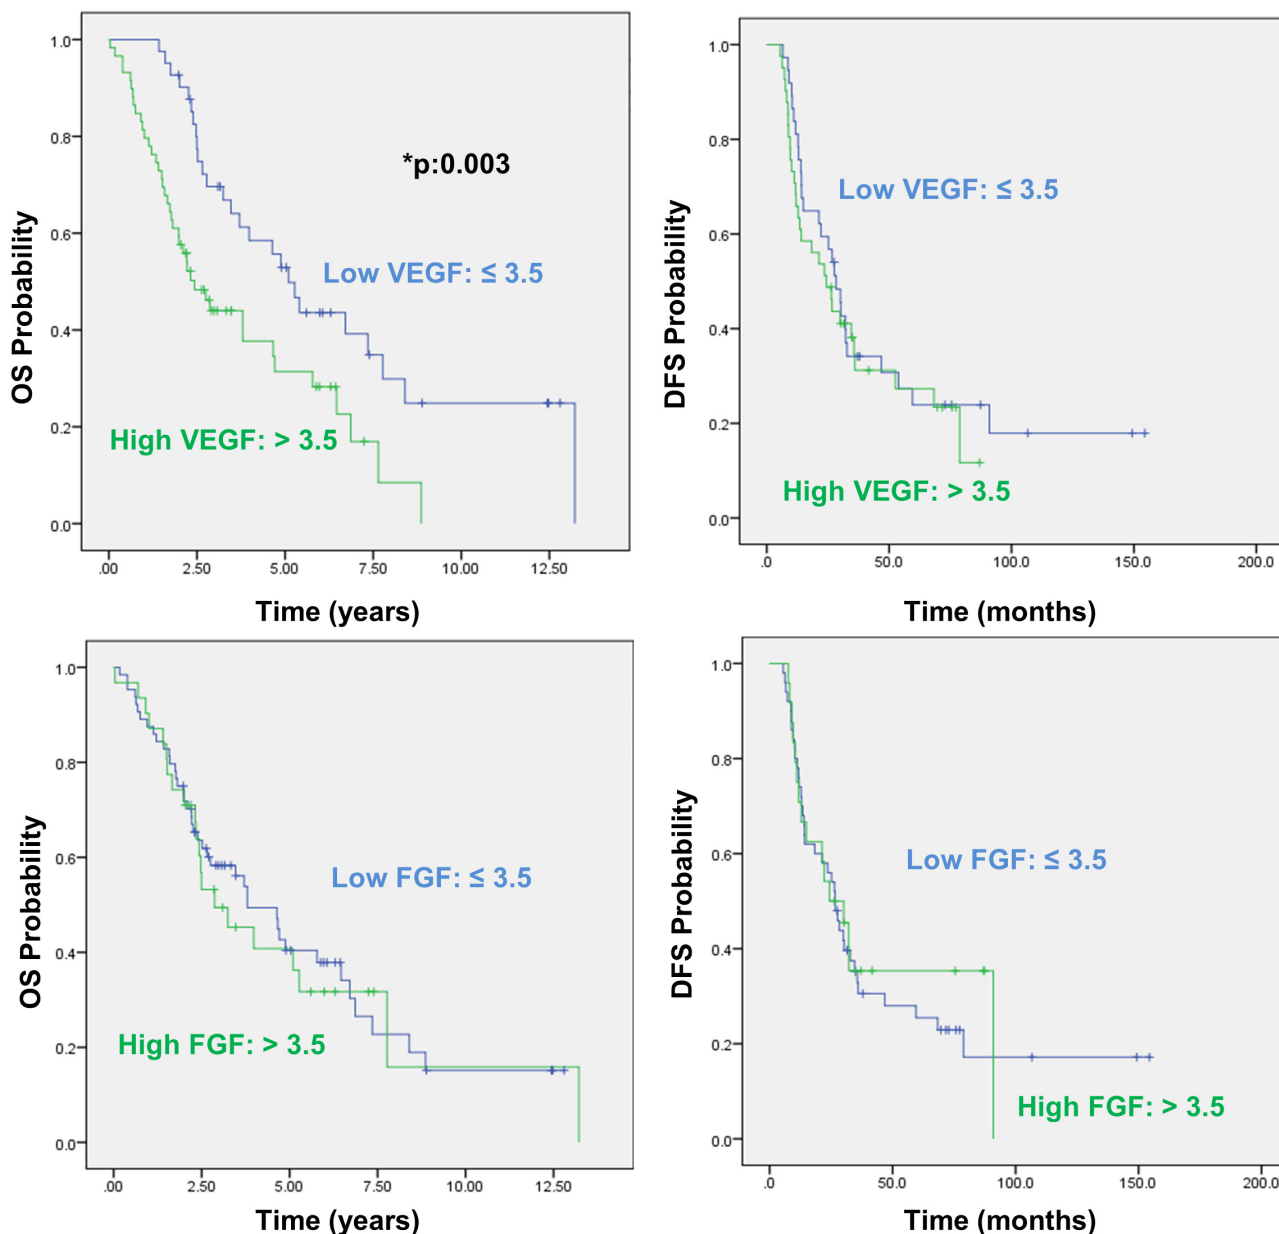 1.0
0.8
0.6
0.4
0.2
0.0
OS Probability
*p:0.003
Low VEGF: ≤ 3.5
High VEGF: > 3.5
.00 2.50 5.00 7.50 10.00 12.50
Time (years)
1.0
0.8
0.6
0.4
0.2
0.0
DFS Probability
Low VEGF: ≤ 3.5
High VEGF: > 3.5
.0 50.0 100.0 150.0 200.0
Time (months)
1.0
0.8
0.6
0.4
0.2
0.0
OS Probability
Low FGF: ≤ 3.5
High FGF: > 3.5
.00 2.50 5.00 7.50 10.00 12.50
Time (years)
1.0
0.8
0.6
0.4
0.2
0.0
DFS Probability
Low FGF: ≤ 3.5
High FGF: > 3.5
.0 50.0 100.0 150.0 200.0
Time (months)